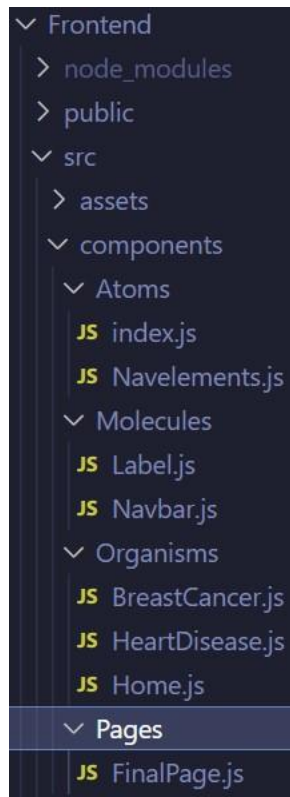 Frontend
node_modules
public
src
assets
components
Atoms
JS index.js
JS Navelements.js
Molecules
JS Label.js
JS Navbar.js
Organisms
JS BreastCancer.js
JS HeartDisease.js
JS Home.js
Pages
JS FinalPage.js